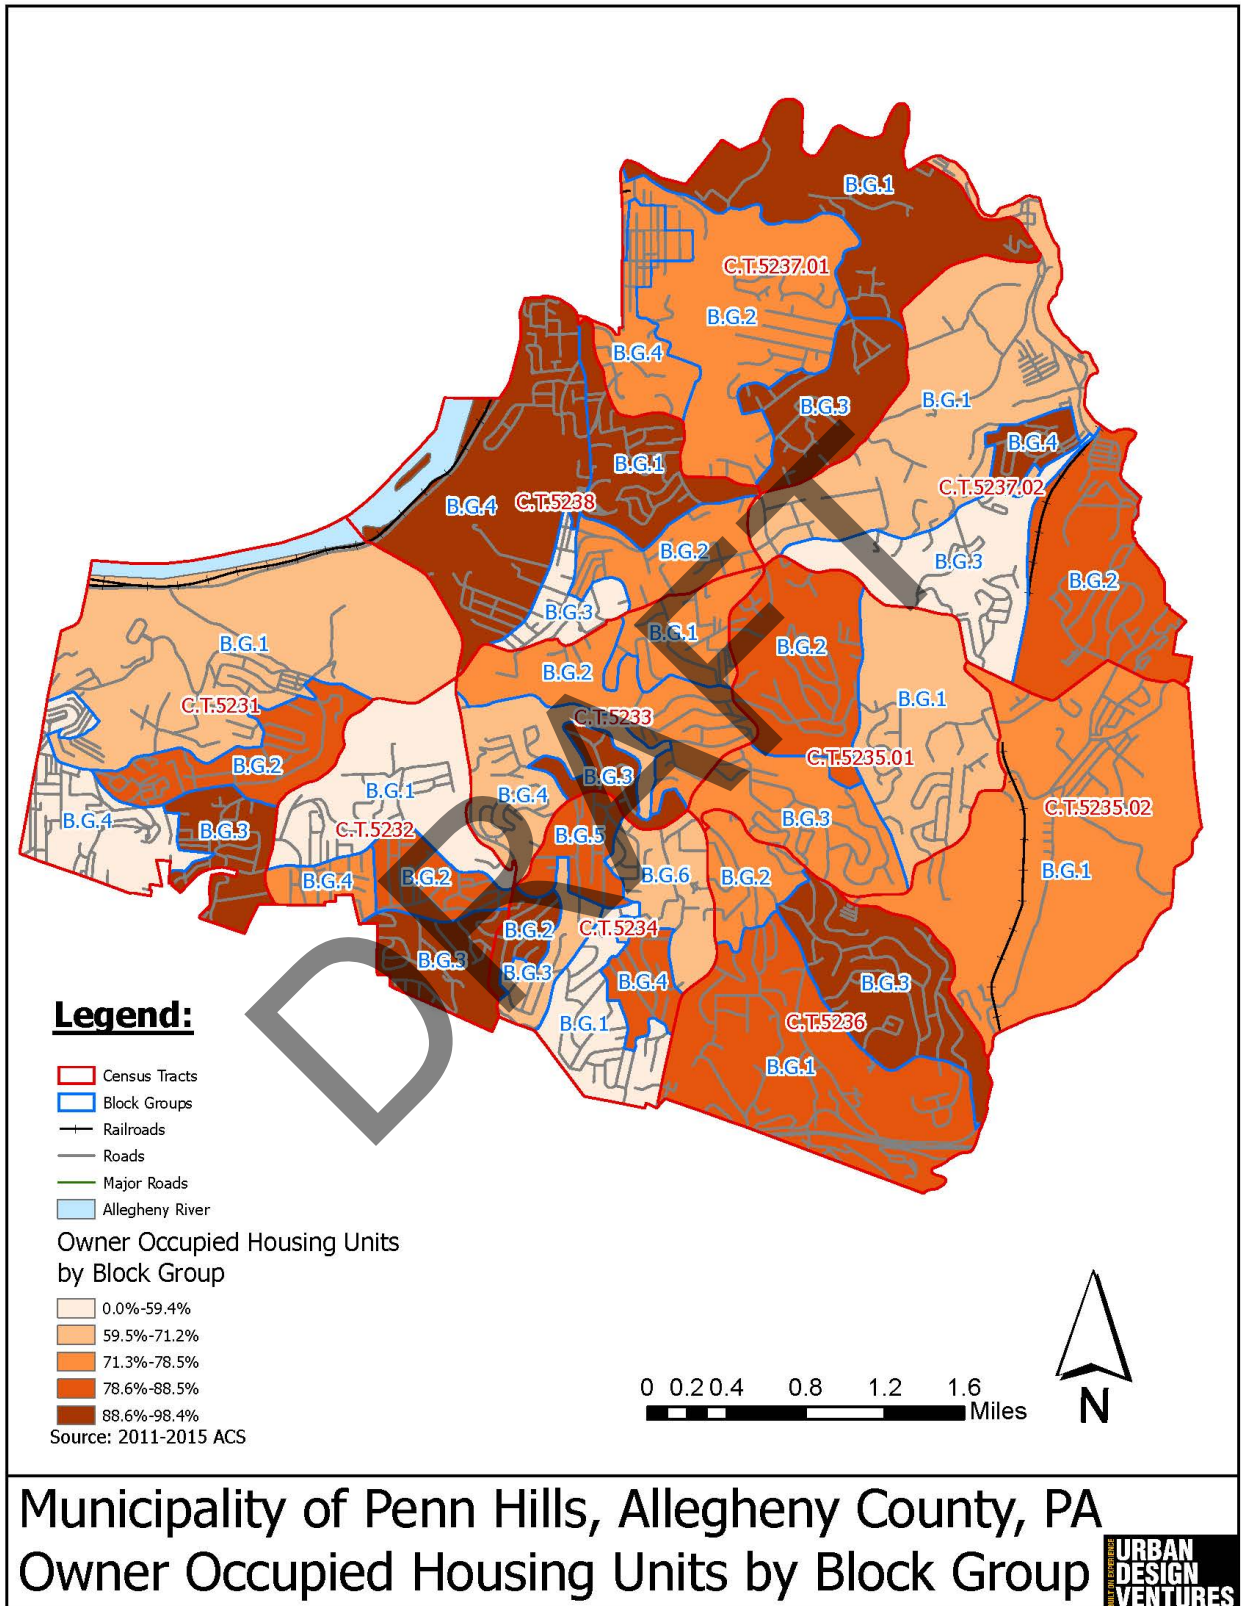 B.G.1
C.T.5237.01
B.G.2
B.G.4
B.G.1
B.G.3
B.G.4
B.G.1
C.T.5237.02
B.G.4
C.T.5238
B.G.2
B.G.3
B.G.2
B.G.3
B.G.1
B.G.2
B.G.1
B.G.2
B.G.1
C.T.5231
C.T.5233
C.T.5235.01
B.G.2
B.G.3
B.G.1
B.G.4
C.T.5235.02
B.G.4
B.G.3
C.T.5232
B.G.5
B.G.3
B.G.1
B.G.4
B.G.2
B.G.6
B.G.2
B.G.2
C.T.5234
B.G.3
B.G.3
B.G.4
B.G.3
B.G.1
C.T.5236
B.G.1
DRAFT
Legend:
Census Tracts
Block Groups
Railroads
Roads
Major Roads
Allegheny River
Owner Occupied Housing Units
by Block Group
0.0%-59.4%
59.5%-71.2%
71.3%-78.5%
78.6%-88.5%
88.6%-98.4%
Source: 2011-2015 ACS
0 0.2 0.4 0.8 1.2 1.6
Miles
N
Municipality of Penn Hills, Allegheny County, PA
Owner Occupied Housing Units by Block Group
URBAN
DESIGN
VENTURES